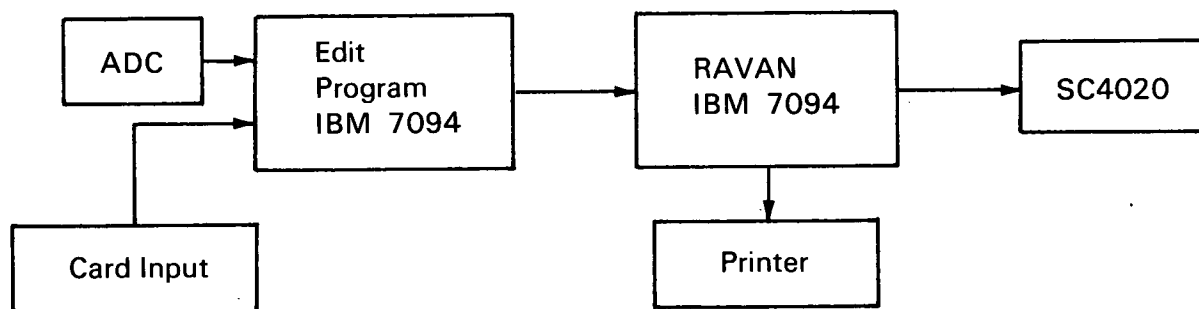 ADC
Edit
Program
IBM 7094
RAVAN
IBM 7094
SC4020
Card Input
Printer